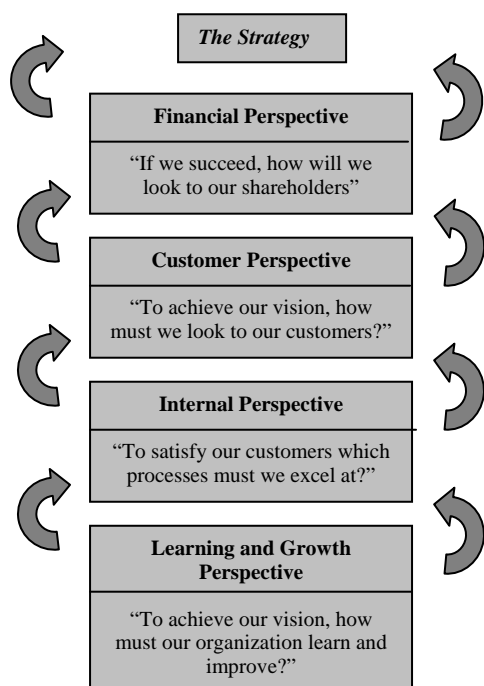 The Strategy
Financial Perspective
“If we succeed, how will we
look to our shareholders”
Customer Perspective
“To achieve our vision, how
must we look to our customers?”
Internal Perspective
“To satisfy our customers which
processes must we excel at?”
Learning and Growth
Perspective
“To achieve our vision, how
must our organization learn and
improve?”